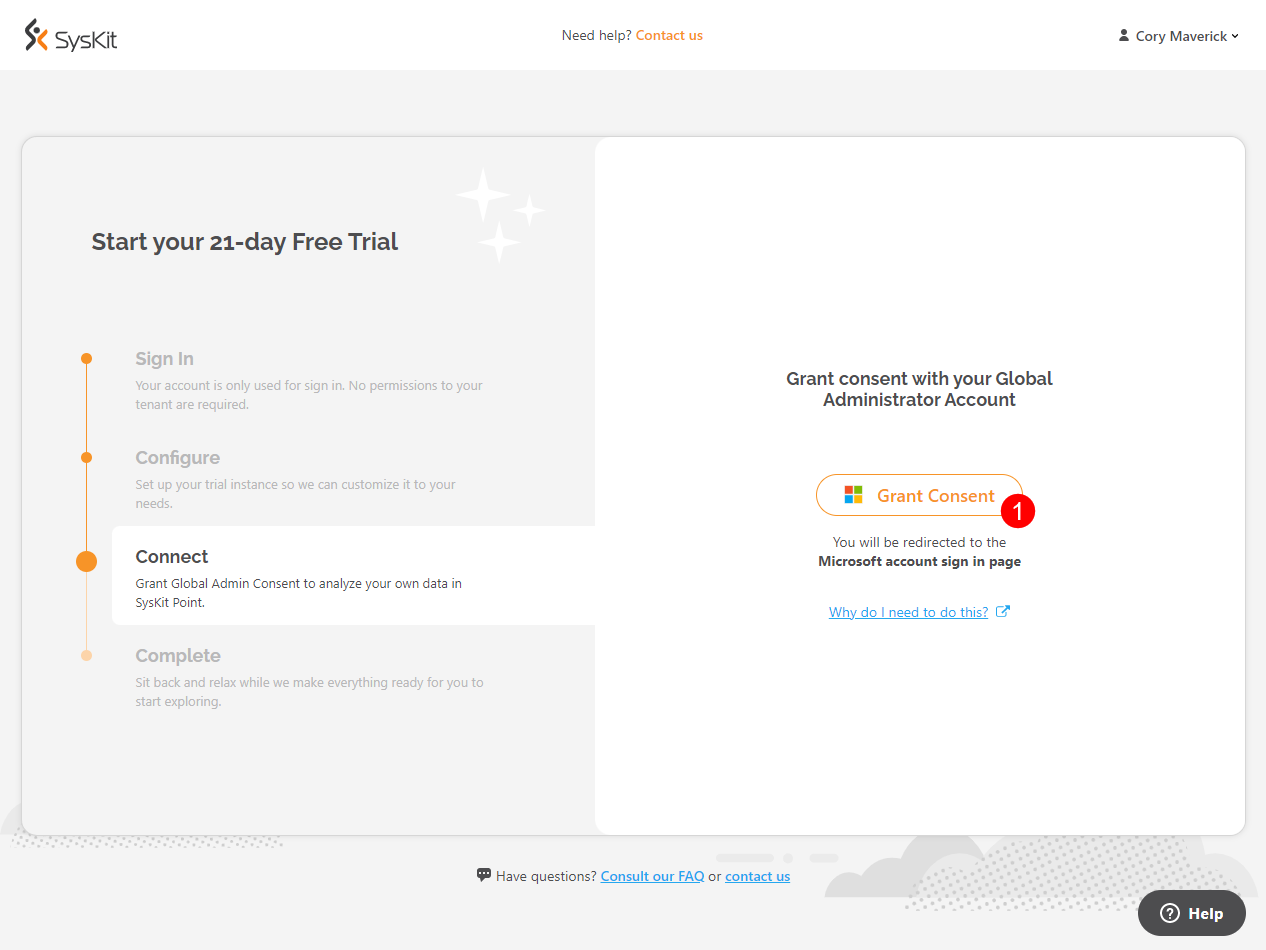 SysKit
Need help? Contact us
Cory Maverick
Start your 21-day Free Trial
Sign In
Your account is only used for sign in. No permissions to your
tenant are required.
Configure
Set up your trial instance so we can customize it to your
needs.
Connect
Grant Global Admin Consent to analyze your own data in
SysKit Point.
Complete
Sit back and relax while we make everything ready for you to
start exploring.
Grant consent with your Global
Administrator Account
Grant Consent
1
You will be redirected to the
Microsoft account sign in page
Why do I need to do this?
Have questions? Consult our FAQ or contact us
? Help